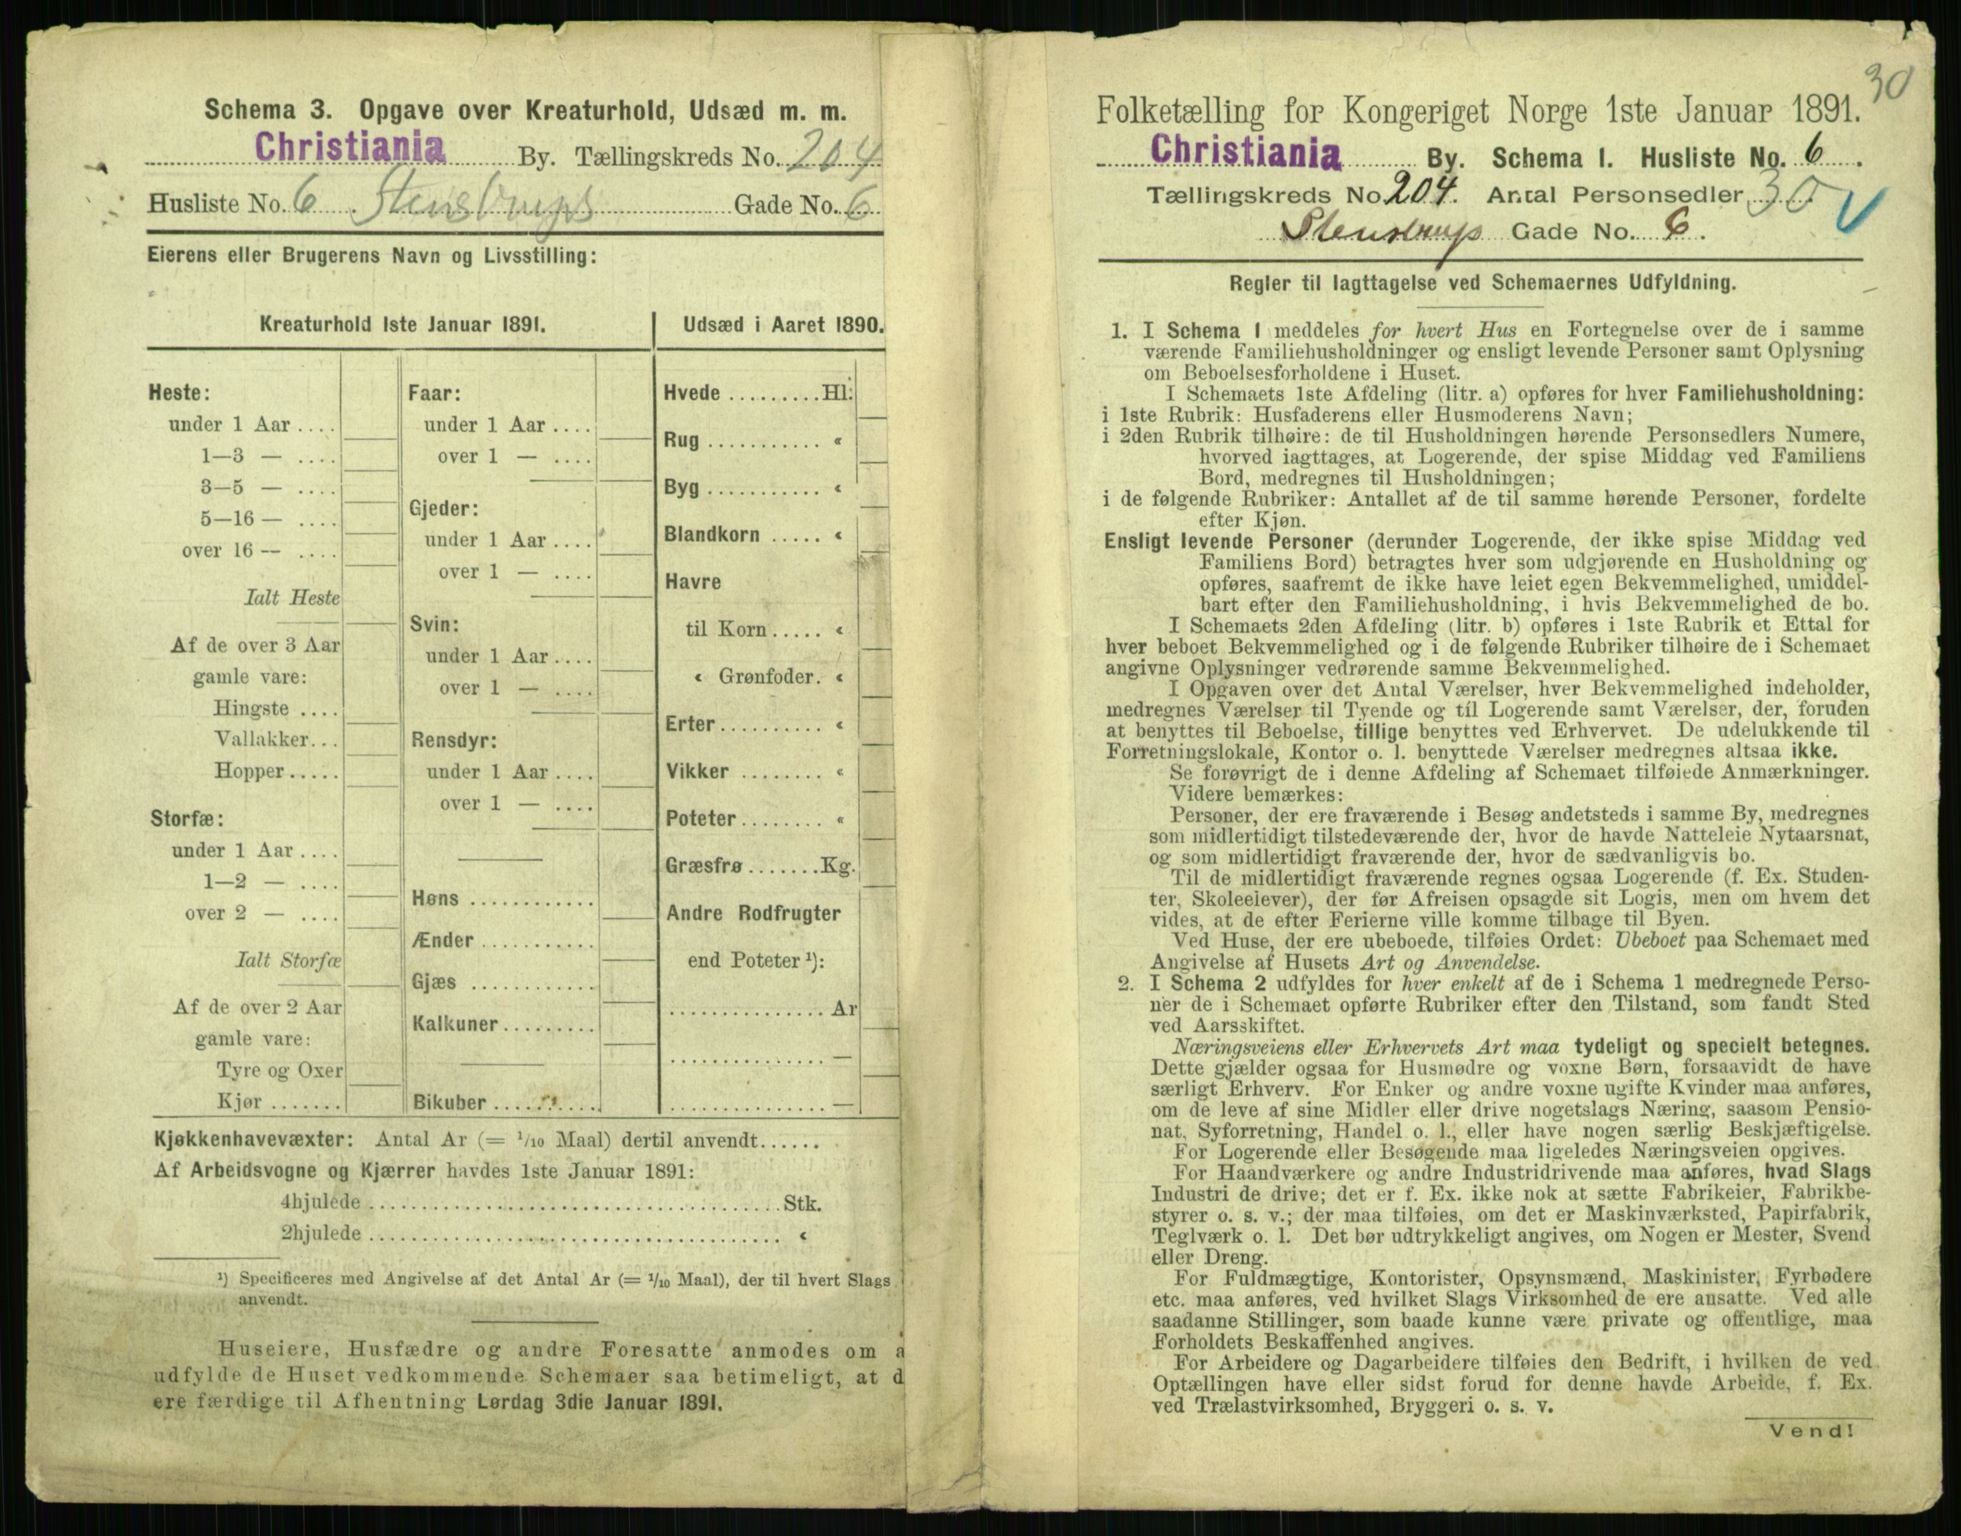 Schema 3. Opgave over Kreaturhold, Udsæd m. m.
Christiania By. Tællingskreds No. 204
Husliste No. 6 Stenstrups Gade No. 6
Eierens eller Brugerens Navn og Livsstilling:
Kreaturhold 1ste Januar 1891.
Heste:
under 1 Aar ....
1—3 — ....
3—5 — ....
5—16 — ....
over 16 — ....
Ialt Heste
Af de over 3 Aar
gamle vare:
Hingste ....
Vallakker...
Hopper.....
Storfæ:
under 1 Aar ....
1—2 — ....
over 2 — ....
Ialt Storfæ
Af de over 2 Aar
gamle vare:
Tyre og Oxer
Kjør .......
Faar:
under 1 Aar ....
over 1 — ....
Gjeder:
under 1 Aar ....
over 1 — ....
Svin:
under 1 Aar ....
over 1 — ....
Rensdyr:
under 1 Aar ....
over 1 — ....
Høns ............
Ænder ...........
Gjæs ............
Kalkuner.........
Bikuber ..........
Udsæd i Aaret 1890.
Hvede .........Hl:
Rug ........... «
Byg ........... «
Blandkorn ..... «
Havre
til Korn..... «
« Grønfoder. «
Erter.......... «
Vikker ........ «
Poteter........ «
Græsfrø .......Kg.
Andre Rodfrugter
end Poteter ¹):
............... Ar
............... —
............... —
Kjøkkenhavevæxter: Antal Ar (= 1/10 Maal) dertil anvendt......
Af Arbeidsvogne og Kjærrer havdes 1ste Januar 1891:
4hjulede ....................................... Stk.
2hjulede ....................................... «
¹) Specificeres med Angivelse af det Antal Ar (= 1/10 Maal), der til hvert Slags
anvendt.
Huseiere, Husfædre og andre Foresatte anmodes om a
udfylde de Huset vedkommende Schemaer saa betimeligt, at d
ere færdige til Afhentning Lørdag 3die Januar 1891.
30
Folketælling for Kongeriget Norge 1ste Januar 1891.
Christiania By. Schema 1. Husliste No. 6.
Tællingskreds No. 204. Antal Personsedler 30
Stenstrups Gade No. 6.
Regler til Iagttagelse ved Schemaernes Udfyldning.
1. I Schema 1 meddeles for hvert Hus en Fortegnelse over de i samme
værende Familiehusholdninger og ensligt levende Personer samt Oplysning
om Beboelsesforholdene i Huset.
I Schemaets 1ste Afdeling (litr. a) opføres for hver Familiehusholdning:
i 1ste Rubrik: Husfaderens eller Husmoderens Navn;
i 2den Rubrik tilhøire: de til Husholdningen hørende Personsedlers Numere,
hvorved iagttages, at Logerende, der spise Middag ved Familiens
Bord, medregnes til Husholdningen;
i de følgende Rubriker: Antallet af de til samme hørende Personer, fordelte
efter Kjøn.
Ensligt levende Personer (derunder Logerende, der ikke spise Middag ved
Familiens Bord) betragtes hver som udgjørende en Husholdning og
opføres, saafremt de ikke have leiet egen Bekvemmelighed, umiddel-
bart efter den Familiehusholdning, i hvis Bekvemmelighed de bo.
I Schemaets 2den Afdeling (litr. b) opføres i 1ste Rubrik et Ettal for
hver beboet Bekvemmelighed og i de følgende Rubriker tilhøire de i Schemaet
angivne Oplysninger vedrørende samme Bekvemmelighed.
I Opgaven over det Antal Værelser, hver Bekvemmelighed indeholder,
medregnes Værelser til Tyende og til Logerende samt Værelser, der, foruden
at benyttes til Beboelse, tillige benyttes ved Erhvervet. De udelukkende til
Forretningslokale, Kontor o. l. benyttede Værelser medregnes altsaa ikke.
Se forøvrigt de i denne Afdeling af Schemaet tilføiede Anmærkninger.
Videre bemærkes:
Personer, der ere fraværende i Besøg andetsteds i samme By, medregnes
som midlertidigt tilstedeværende der, hvor de havde Natteleie Nytaarsnat,
og som midlertidigt fraværende der, hvor de sædvanligvis bo.
Til de midlertidigt fraværende regnes ogsaa Logerende (f. Ex. Studen-
ter, Skoleelever), der før Afreisen opsagde sit Logis, men om hvem det
vides, at de efter Ferierne ville komme tilbage til Byen.
Ved Huse, der ere ubeboede, tilføies Ordet: Ubeboet paa Schemaet med
Angivelse af Husets Art og Anvendelse.
2. I Schema 2 udfyldes for hver enkelt af de i Schema 1 medregnede Perso-
ner de i Schemaet opførte Rubriker efter den Tilstand, som fandt Sted
ved Aarsskiftet.
Næringsveiens eller Erhvervets Art maa tydeligt og specielt betegnes.
Dette gjælder ogsaa for Husmødre og voxne Børn, forsaavidt de have
særligt Erhverv. For Enker og andre voxne ugifte Kvinder maa anføres,
om de leve af sine Midler eller drive nogetslags Næring, saasom Pensio-
nat, Syforretning, Handel o. l., eller have nogen særlig Beskjæftigelse.
For Logerende eller Besøgende maa ligeledes Næringsveien opgives.
For Haandværkere og andre Industridrivende maa anføres, hvad Slags
Industri de drive; det er f. Ex. ikke nok at sætte Fabrikeier, Fabrikbe-
styrer o. s. v.; der maa tilføies, om det er Maskinværksted, Papirfabrik,
Teglværk o. l. Det bør udtrykkeligt angives, om Nogen er Mester, Svend
eller Dreng.
For Fuldmægtige, Kontorister, Opsynsmænd, Maskinister, Fyrbødere
etc. maa anføres, ved hvilket Slags Virksomhed de ere ansatte. Ved alle
saadanne Stillinger, som baade kunne være private og offentlige, maa
Forholdets Beskaffenhed angives.
For Arbeidere og Dagarbeidere tilføies den Bedrift, i hvilken de ved
Optællingen have eller sidst forud for denne havde Arbeide, f. Ex.
ved Trælastvirksomhed, Bryggeri o. s. v.
Vend!